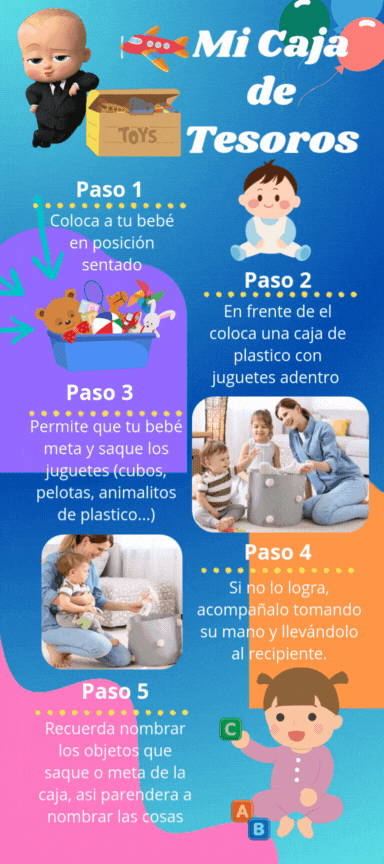 Mi Caja
de
Tesoros
TOYS
Paso 1
Coloca a tu bebé
en posición
sentado
Paso 2
En frente de el
coloca una caja de
plastico con
juguetes adentro
Paso 3
Permite que tu bebé
meta y saque los
juguetes (cubos,
pelotas, animalitos
de plastico...)
Paso 4
Si no lo logra,
acompañalo tomando
su mano y llevándolo
al recipiente.
Paso 5
Recuerda nombrar
los objetos que
saque o meta de la
caja, asi parendera a
nombrar las cosas
C
A
B